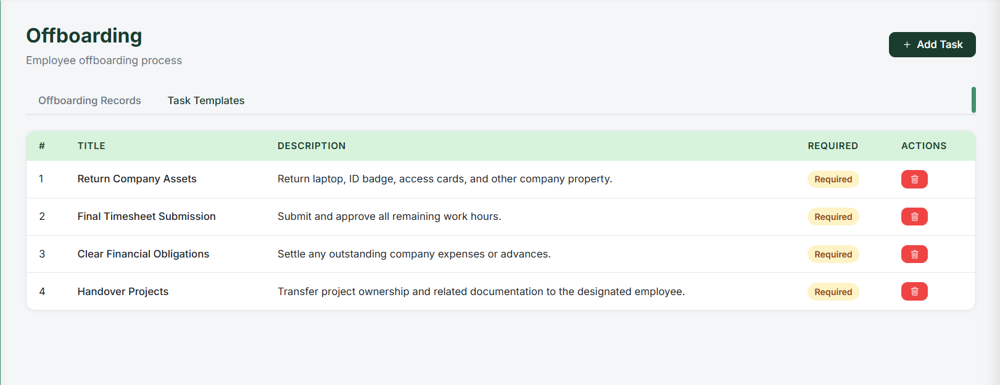 Offboarding
Employee offboarding process
+ Add Task
Offboarding Records Task Templates
# TITLE DESCRIPTION REQUIRED ACTIONS
1 Return Company Assets Return laptop, ID badge, access cards, and other company property. Required
2 Final Timesheet Submission Submit and approve all remaining work hours. Required
3 Clear Financial Obligations Settle any outstanding company expenses or advances. Required
4 Handover Projects Transfer project ownership and related documentation to the designated employee. Required